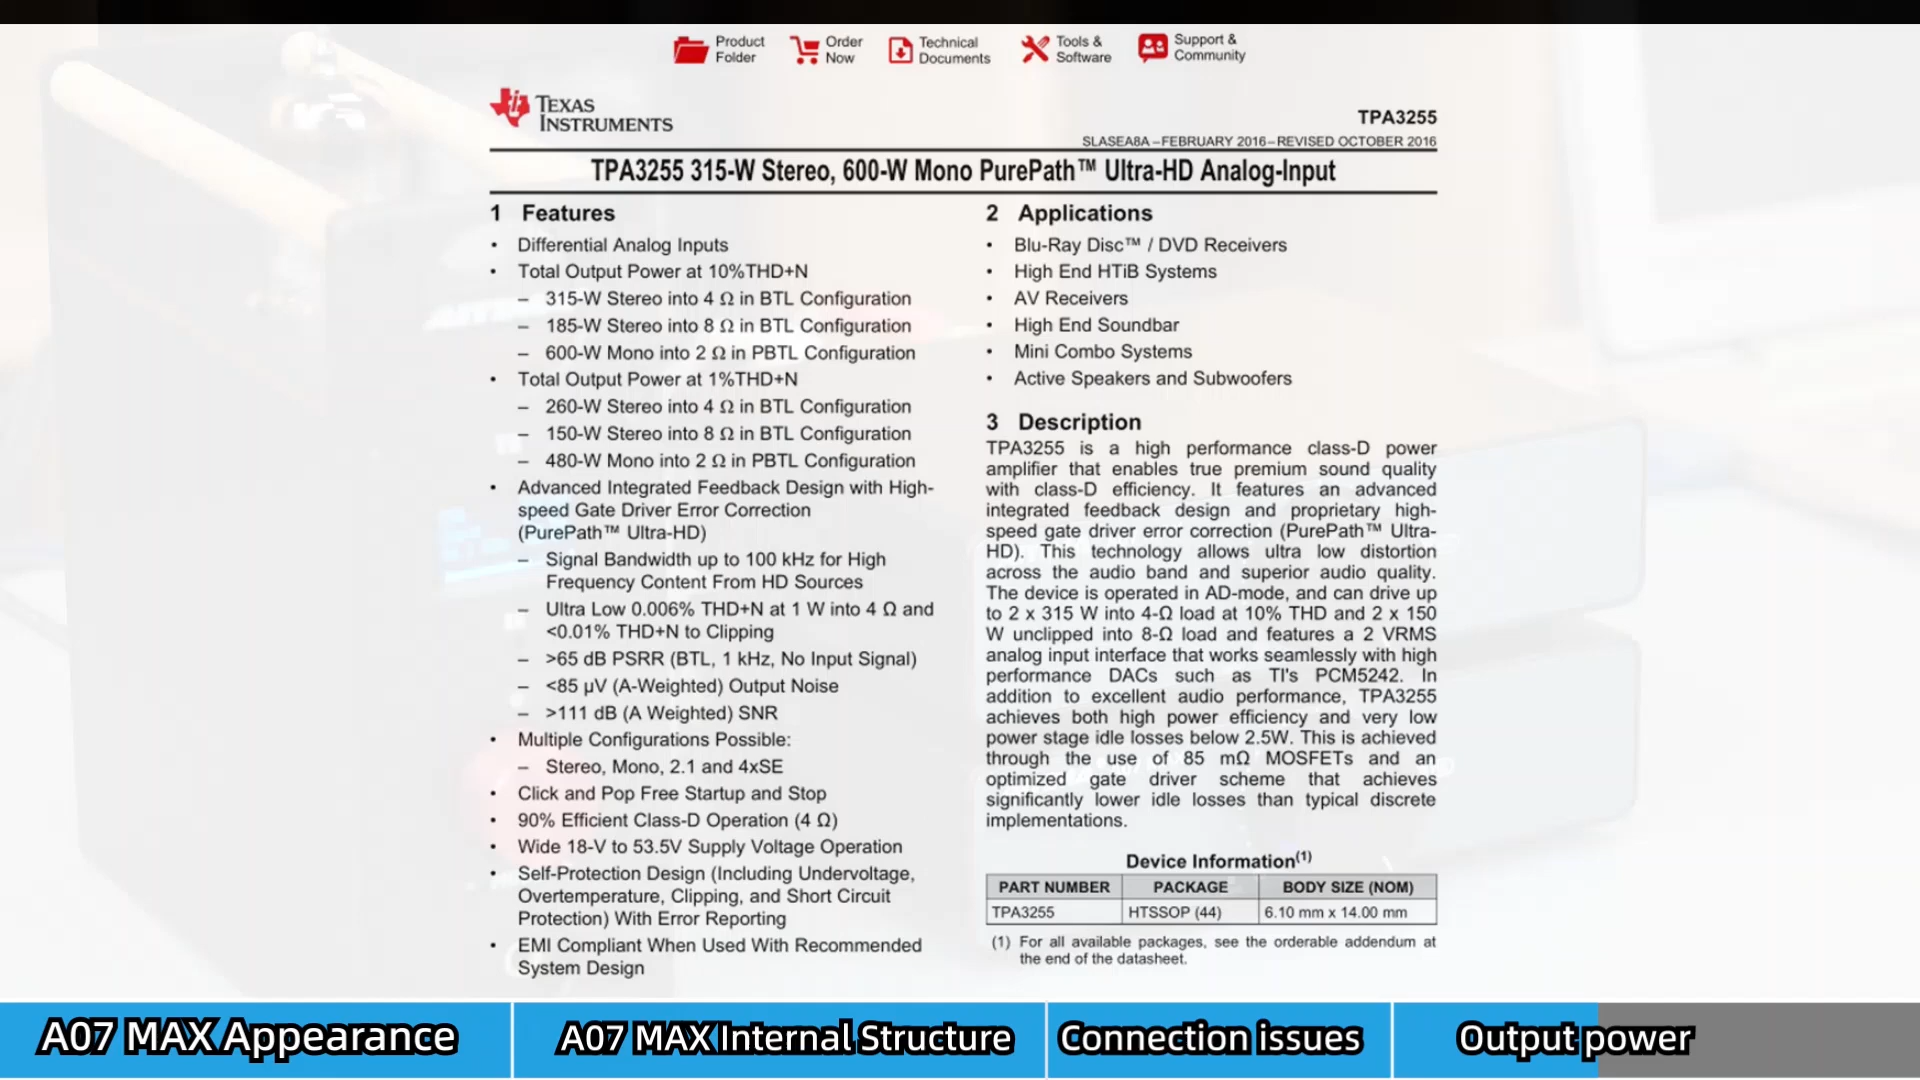 Product
Folder
Order
Now
Technical
Documents
Tools &
Software
Support &
Community
TEXAS
INSTRUMENTS
TPA3255
SLASEA8A –FEBRUARY 2016–REVISED OCTOBER 2016
TPA3255 315-W Stereo, 600-W Mono PurePath™ Ultra-HD Analog-Input
1 Features
• Differential Analog Inputs
• Total Output Power at 10%THD+N
– 315-W Stereo into 4 Ω in BTL Configuration
– 185-W Stereo into 8 Ω in BTL Configuration
– 600-W Mono into 2 Ω in PBTL Configuration
• Total Output Power at 1%THD+N
– 260-W Stereo into 4 Ω in BTL Configuration
– 150-W Stereo into 8 Ω in BTL Configuration
– 480-W Mono into 2 Ω in PBTL Configuration
• Advanced Integrated Feedback Design with High-
speed Gate Driver Error Correction
(PurePath™ Ultra-HD)
– Signal Bandwidth up to 100 kHz for High
Frequency Content From HD Sources
– Ultra Low 0.006% THD+N at 1 W into 4 Ω and
<0.01% THD+N to Clipping
– >65 dB PSRR (BTL, 1 kHz, No Input Signal)
– <85 µV (A-Weighted) Output Noise
– >111 dB (A Weighted) SNR
• Multiple Configurations Possible:
– Stereo, Mono, 2.1 and 4xSE
• Click and Pop Free Startup and Stop
• 90% Efficient Class-D Operation (4 Ω)
• Wide 18-V to 53.5V Supply Voltage Operation
• Self-Protection Design (Including Undervoltage,
Overtemperature, Clipping, and Short Circuit
Protection) With Error Reporting
• EMI Compliant When Used With Recommended
System Design
2 Applications
• Blu-Ray Disc™ / DVD Receivers
• High End HTiB Systems
• AV Receivers
• High End Soundbar
• Mini Combo Systems
• Active Speakers and Subwoofers
3 Description
TPA3255 is a high performance class-D power
amplifier that enables true premium sound quality
with class-D efficiency. It features an advanced
integrated feedback design and proprietary high-
speed gate driver error correction (PurePath™ Ultra-
HD). This technology allows ultra low distortion
across the audio band and superior audio quality.
The device is operated in AD-mode, and can drive up
to 2 x 315 W into 4-Ω load at 10% THD and 2 x 150
W unclipped into 8-Ω load and features a 2 VRMS
analog input interface that works seamlessly with high
performance DACs such as TI's PCM5242. In
addition to excellent audio performance, TPA3255
achieves both high power efficiency and very low
power stage idle losses below 2.5W. This is achieved
through the use of 85 mΩ MOSFETs and an
optimized gate driver scheme that achieves
significantly lower idle losses than typical discrete
implementations.
Device Information(1)
PART NUMBER PACKAGE BODY SIZE (NOM)
TPA3255 HTSSOP (44) 6.10 mm x 14.00 mm
(1) For all available packages, see the orderable addendum at
the end of the datasheet.
A07 MAX Appearance
A07 MAX Internal Structure
Connection issues
Output power